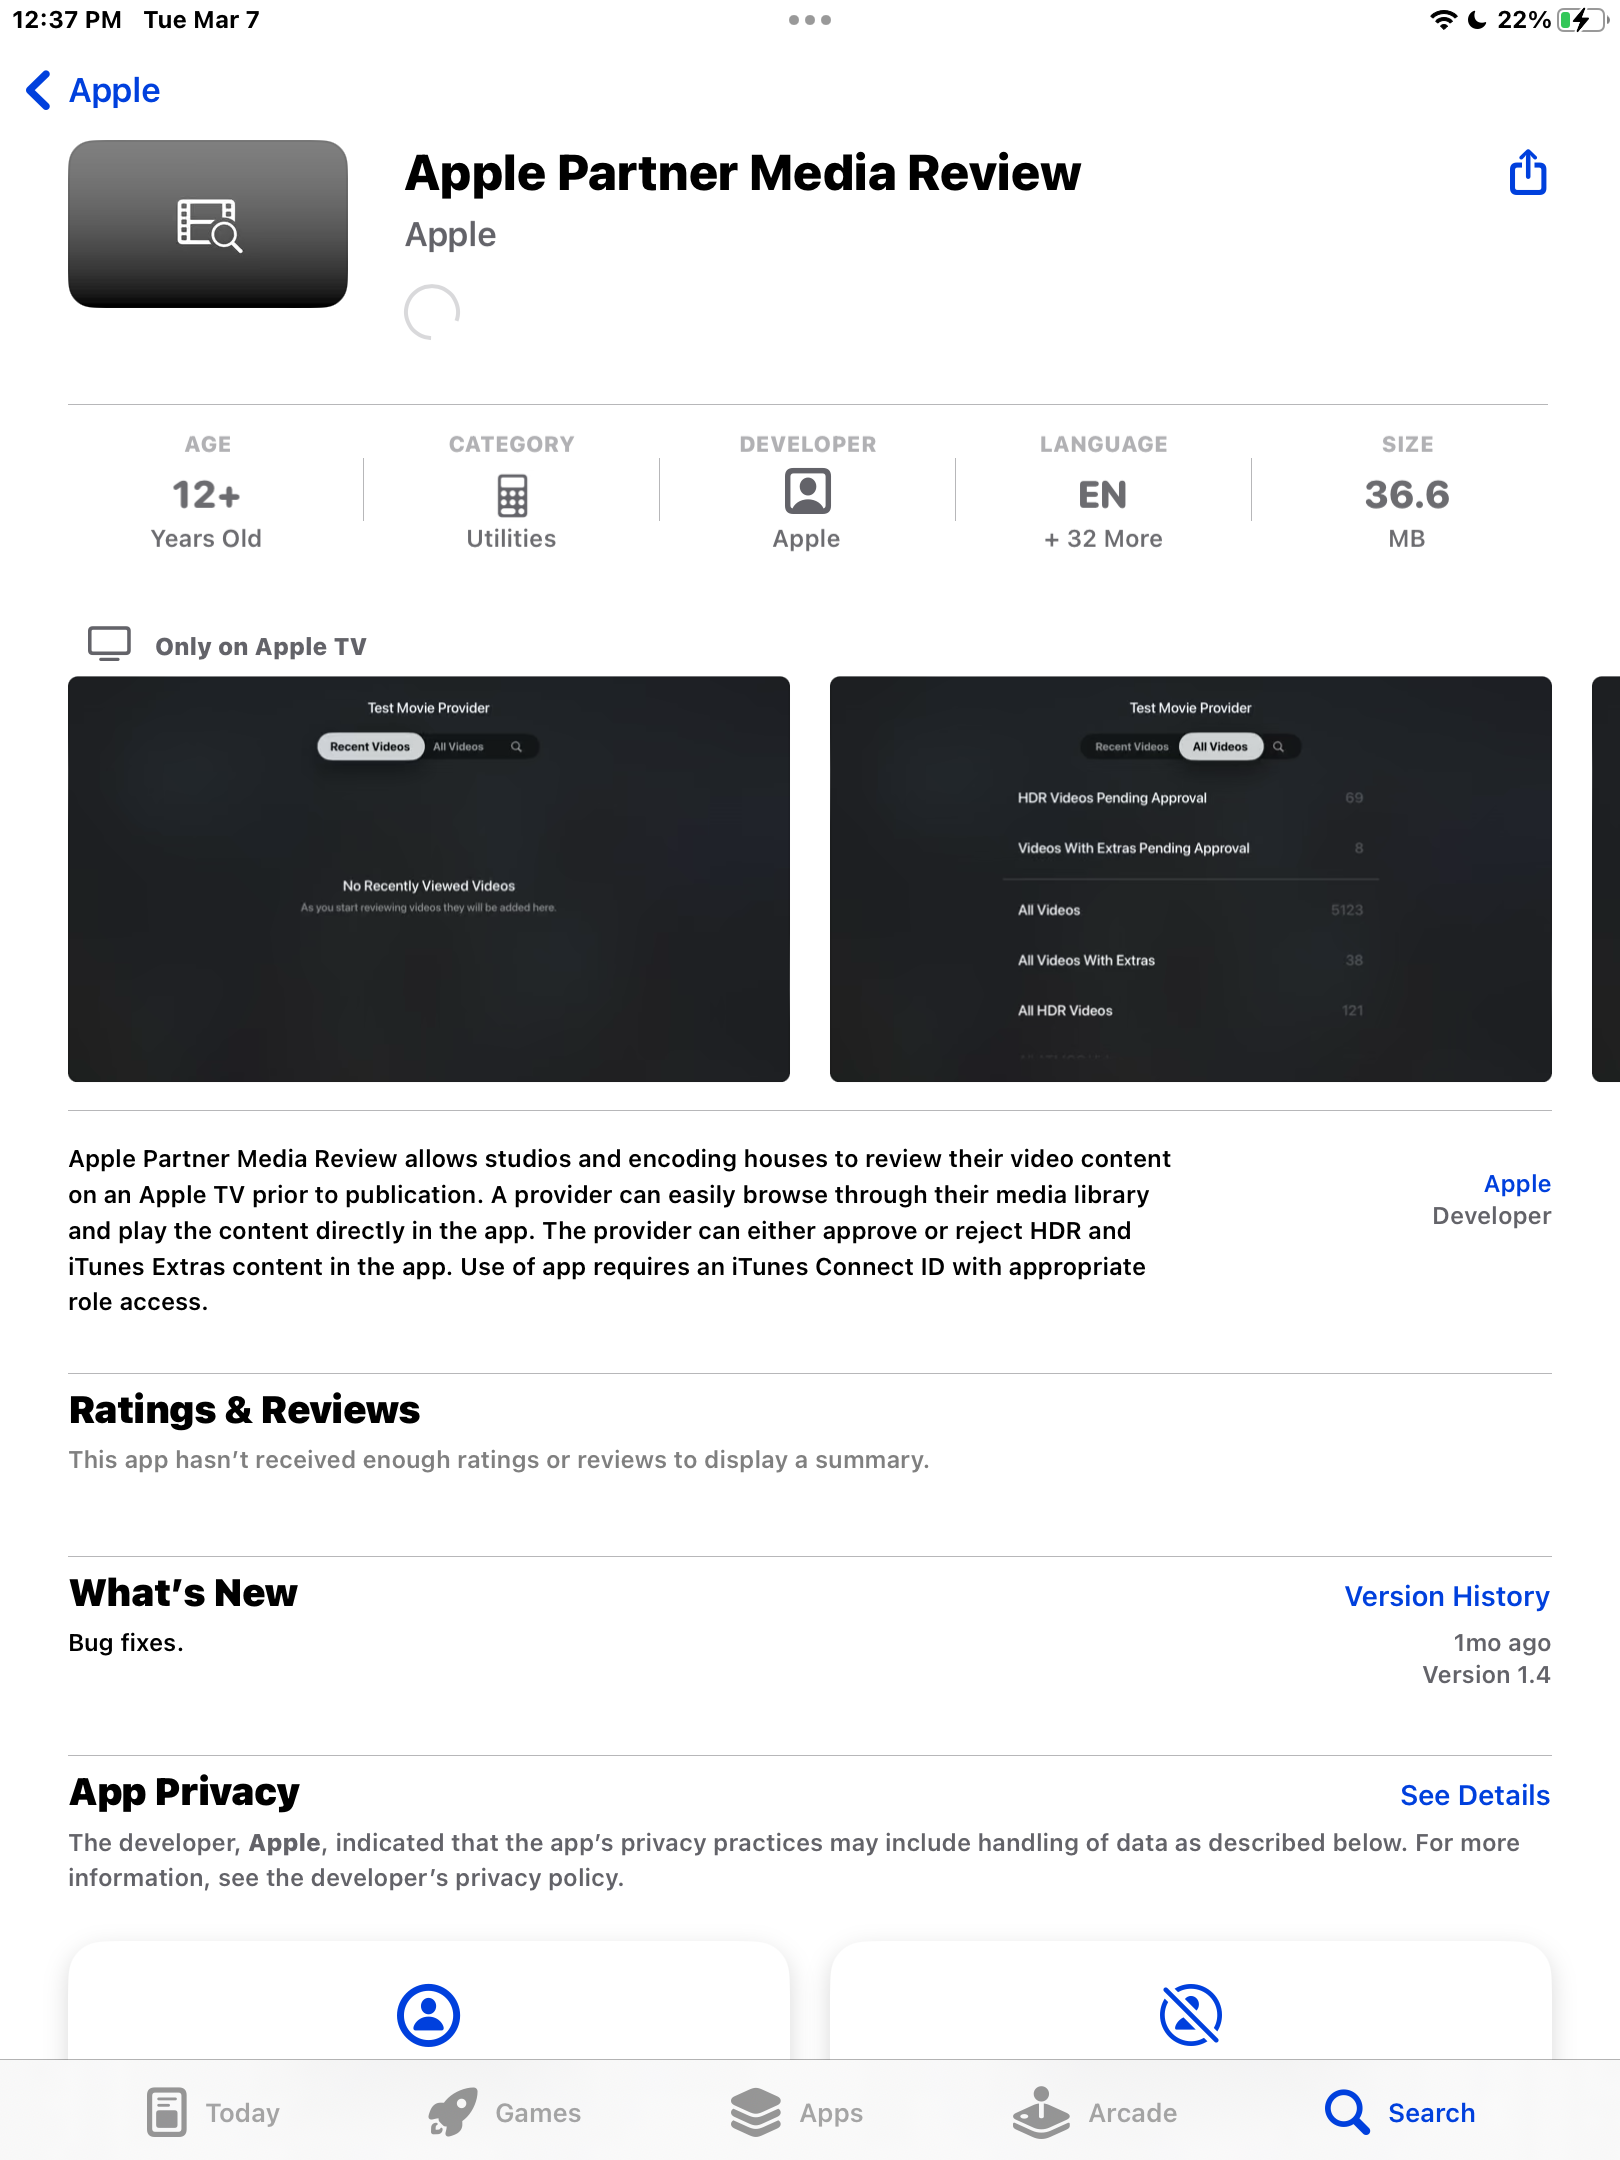 12:37 PM Tue Mar 7
22%
Apple
Apple Partner Media Review
Apple
AGE
12+
Years Old
CATEGORY
Utilities
DEVELOPER
Apple
LANGUAGE
EN
+ 32 More
SIZE
36.6
MB
Only on Apple TV
Test Movie Provider
Recent Videos All Videos
No Recently Viewed Videos
As you start reviewing videos they will be added here.
Test Movie Provider
Recent Videos All Videos
HDR Videos Pending Approval 69
Videos With Extras Pending Approval 8
All Videos 5123
All Videos With Extras 38
All HDR Videos 121
Apple Partner Media Review allows studios and encoding houses to review their video content
on an Apple TV prior to publication. A provider can easily browse through their media library
and play the content directly in the app. The provider can either approve or reject HDR and
iTunes Extras content in the app. Use of app requires an iTunes Connect ID with appropriate
role access.
Apple
Developer
Ratings & Reviews
This app hasn’t received enough ratings or reviews to display a summary.
What’s New
Version History
Bug fixes.
1mo ago
Version 1.4
App Privacy
See Details
The developer, Apple, indicated that the app’s privacy practices may include handling of data as described below. For more
information, see the developer’s privacy policy.
Today
Games
Apps
Arcade
Search